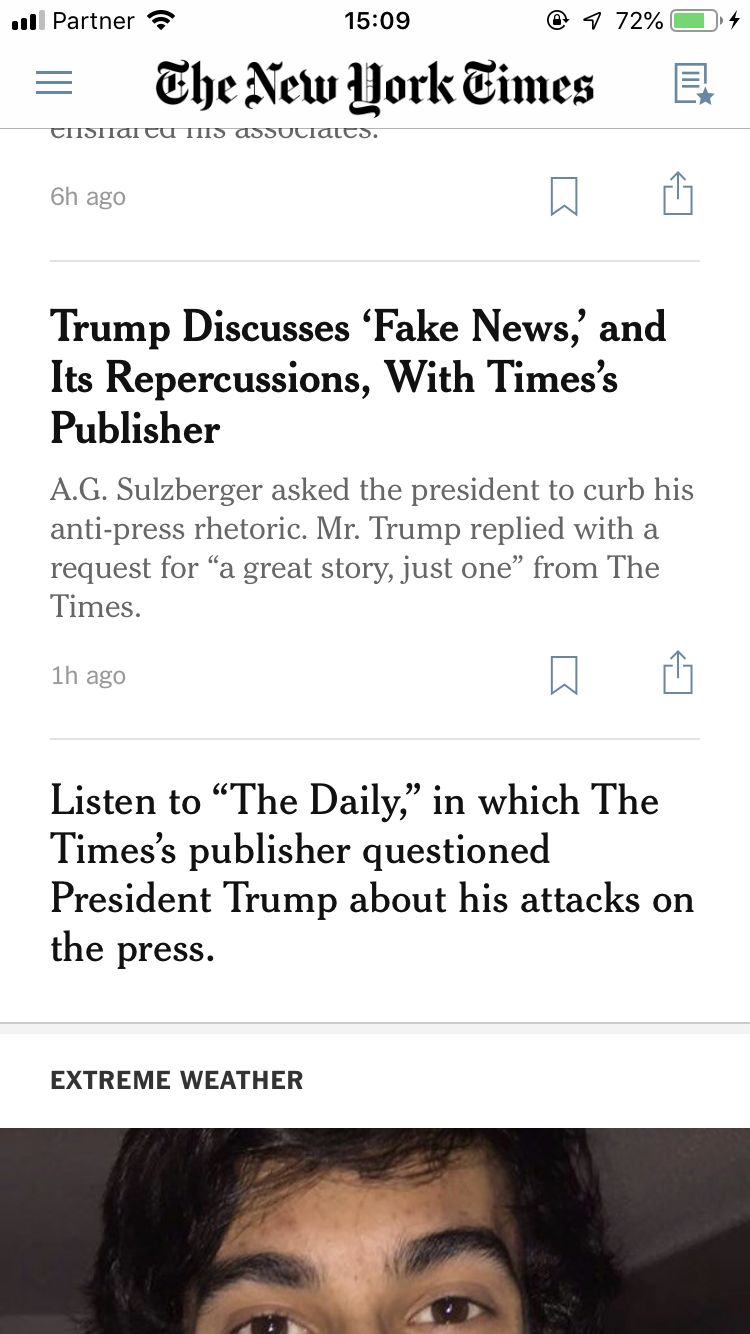 Partner
15:09
72%
The New York Times
ensnared his associates.
6h ago
Trump Discusses ‘Fake News,’ and
Its Repercussions, With Times’s
Publisher
A.G. Sulzberger asked the president to curb his
anti-press rhetoric. Mr. Trump replied with a
request for “a great story, just one” from The
Times.
1h ago
Listen to “The Daily,” in which The
Times’s publisher questioned
President Trump about his attacks on
the press.
EXTREME WEATHER